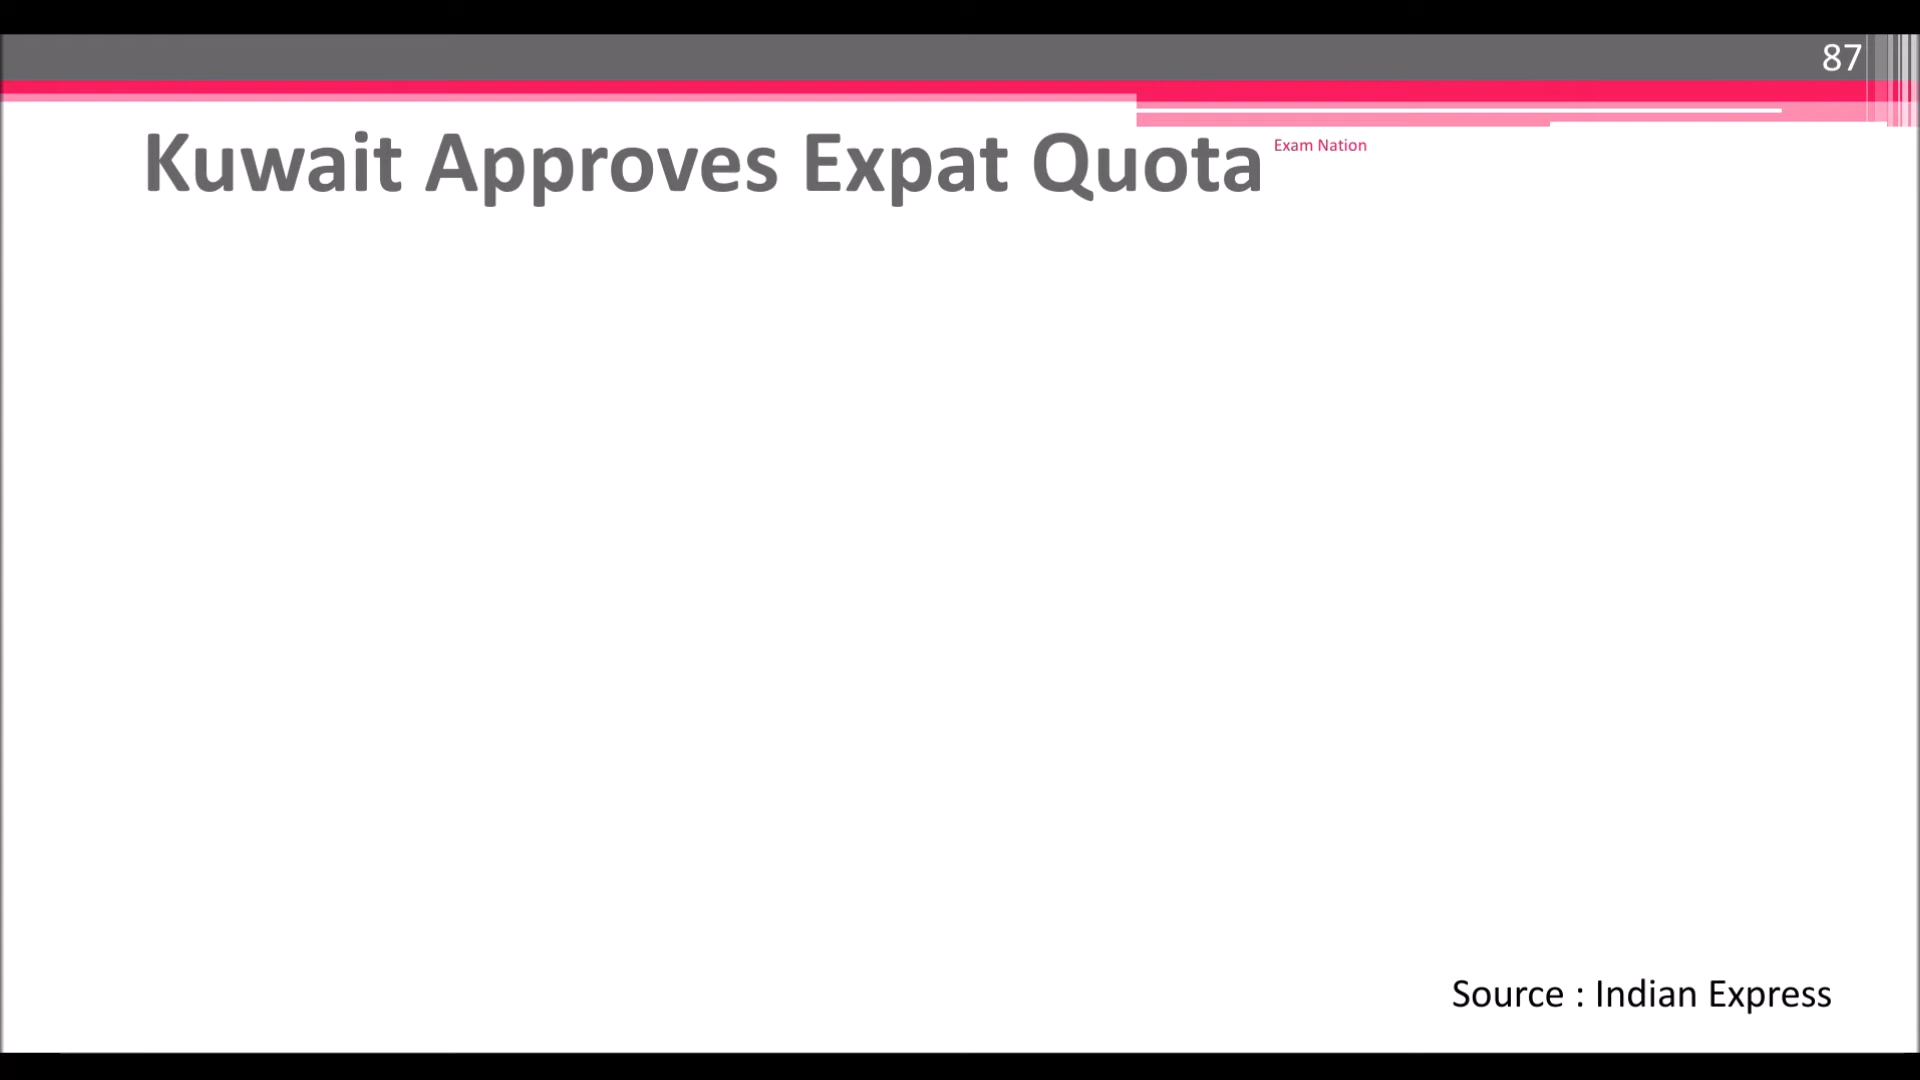 87
Kuwait Approves Expat Quota
Exam Nation
Source : Indian Express